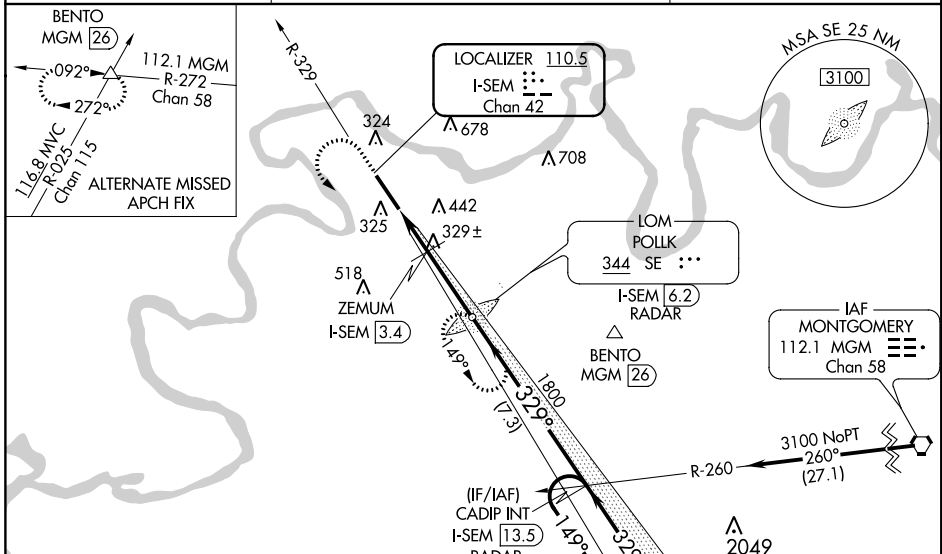 BENTO
MGM 26
092°
272°
112.1 MGM
R-272
Chan 58
116.8 MVC
R-025
Chan 115
ALTERNATE MISSED
APCH FIX
R-329
LOCALIZER 110.5
I-SEM
Chan 42
MSA SE 25 NM
3100
324
678
708
325
442
329±
518
ZEMUM
I-SEM 3.4
LOM
POLLK
344 SE
I-SEM 6.2
RADAR
BENTO
MGM 26
IAF
MONTGOMERY
112.1 MGM
Chan 58
149°
(7.3)
329°
1800
3100 NoPT
260°
(27.1)
R-260
(IF/IAF)
CADIP INT
I-SEM 13.5
149°
2049